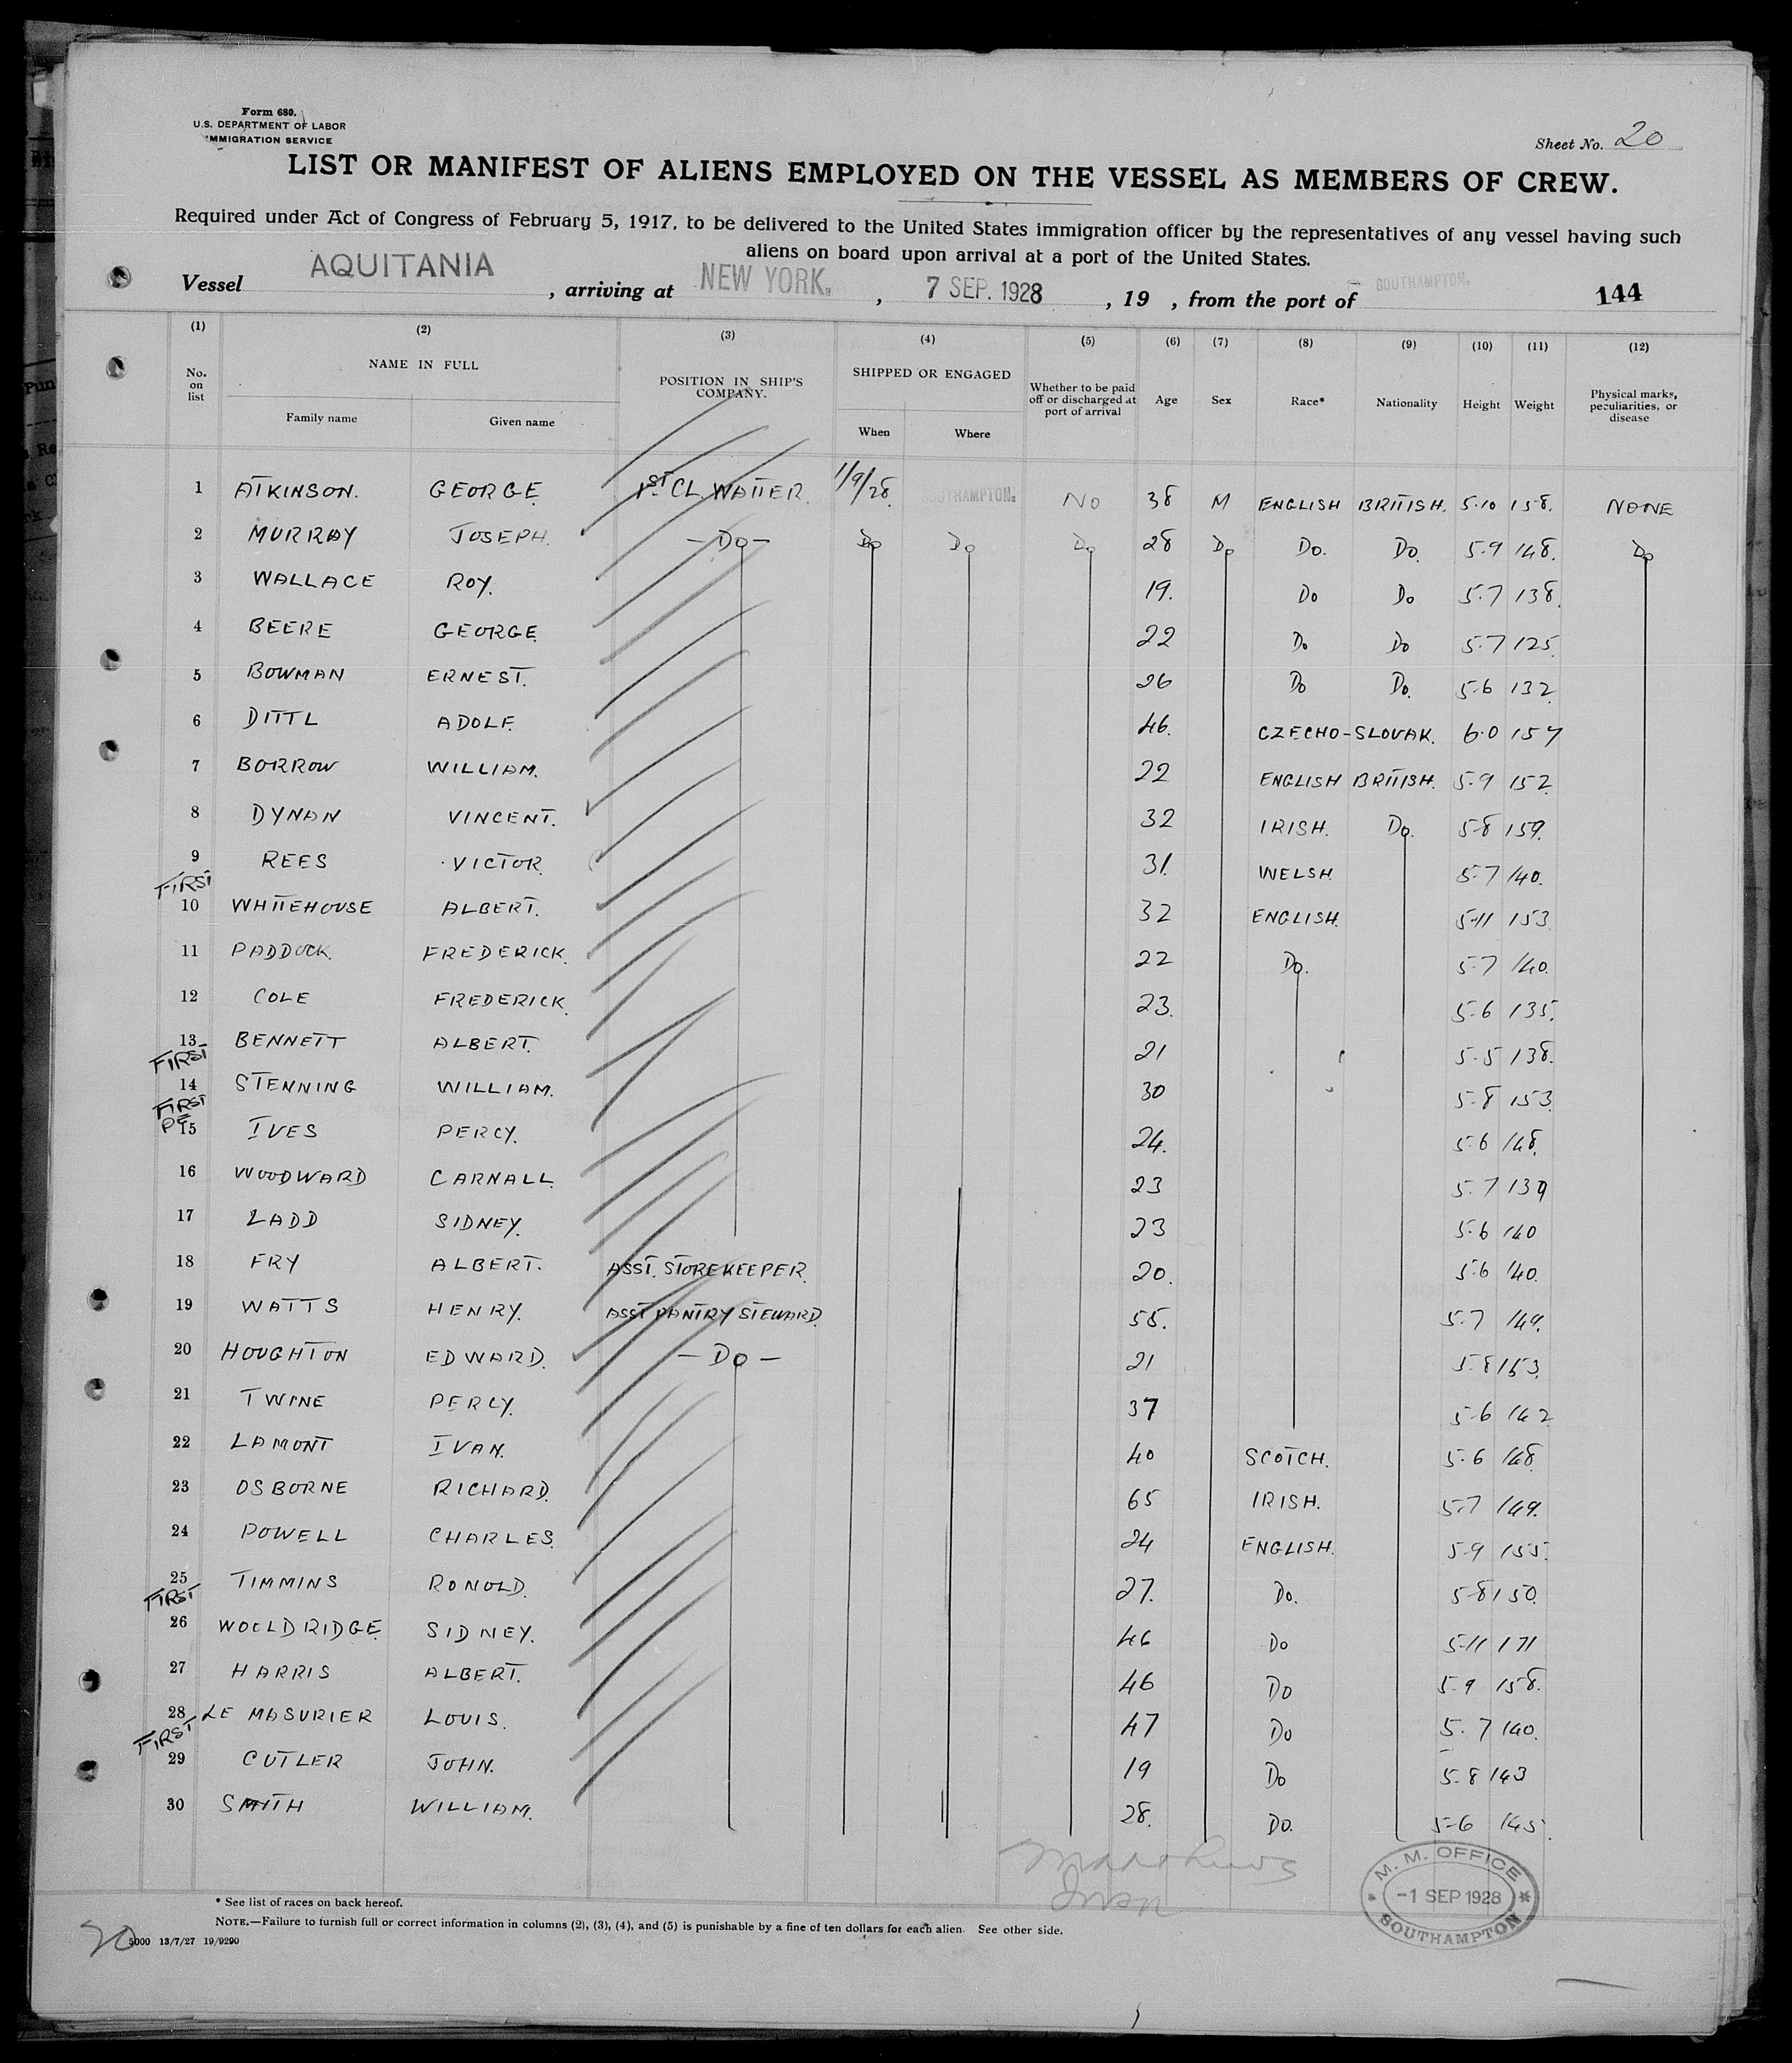 Form 680.
U.S. DEPARTMENT OF LABOR
IMMIGRATION SERVICE
Sheet No. 20
LIST OR MANIFEST OF ALIENS EMPLOYED ON THE VESSEL AS MEMBERS OF CREW.
Required under Act of Congress of February 5, 1917, to be delivered to the United States immigration officer by the representatives of any vessel having such
aliens on board upon arrival at a port of the United States.
Vessel AQUITANIA, arriving at NEW YORK, 7 SEP. 1928, 19 , from the port of SOUTHAMPTON. 144
(1) (2) (3) (4) (5) (6) (7) (8) (9) (10) (11) (12)
No. on list NAME IN FULL POSITION IN SHIP'S COMPANY. SHIPPED OR ENGAGED Whether to be paid off or discharged at port of arrival Age Sex Race* Nationality Height Weight Physical marks, peculiarities, or disease
Family name Given name When Where
1 ATKINSON. GEORGE 1ST CL. WAITER. 1/9/28. SOUTHAMPTON. NO 38 M ENGLISH BRITISH. 5.10 158. NONE
2 MURRAY JOSEPH. - Do - Do Do Do 28 Do Do. Do. 5.9 148. Do
3 WALLACE ROY. 19. Do Do 5.7 138.
4 BEERE GEORGE. 22 Do Do 5.7 125.
5 BOWMAN ERNEST. 26 Do Do. 5.6 132
6 DITTL ADOLF. 46. CZECHO-SLOVAK. 6.0 157
7 BORROW WILLIAM. 22 ENGLISH BRITISH. 5.9 152.
8 DYNAN VINCENT. 32 IRISH. Do. 5.8 159.
9 REES VICTOR. 31. WELSH 5.7 140.
FIRST
10 WHITEHOUSE ALBERT. 32 ENGLISH. 5.11 153.
11 PADDOCK. FREDERICK. 22 Do. 5.7 140.
12 COLE FREDERICK. 23. 5.6 135.
13 BENNETT ALBERT. 21 5.5 138.
FIRST
14 STENNING WILLIAM. 30 5.8 153.
FIRST
15 IVES PERCY. 24. 5.6 148.
16 WOODWARD CARNALL. 23 5.7 139
17 LADD SIDNEY. 23 5.6 140
18 FRY ALBERT. ASST. STOREKEEPER. 20. 5.6 140.
19 WATTS HENRY. ASST PANTRY STEWARD. 55. 5.7 149.
20 HOUGHTON EDWARD. - Do - 21 5.8 153.
21 TWINE PERCY. 37 5.6 142
22 LAMONT IVAN. 40 SCOTCH. 5.6 148.
23 OSBORNE RICHARD. 65 IRISH. 5.7 149.
24 POWELL CHARLES. 24 ENGLISH. 5.9 155.
25 TIMMINS RONOLD. 27. Do. 5.8 150.
FIRST
26 WOOLDRIDGE SIDNEY. 46 Do 5.11 171
27 HARRIS ALBERT. 46 Do 5.9 158.
28 LE MASURIER LOUIS. 47 Do 5.7 140.
FIRST
29 CUTLER JOHN. 19 Do 5.8 143
30 SMITH WILLIAM. 28. Do. 5.6 145.
M. M. OFFICE
-1 SEP 1928
SOUTHAMPTON
* See list of races on back hereof.
NOTE.—Failure to furnish full or correct information in columns (2), (3), (4), and (5) is punishable by a fine of ten dollars for each alien. See other side.
20
5000 13/7/27 19/9290